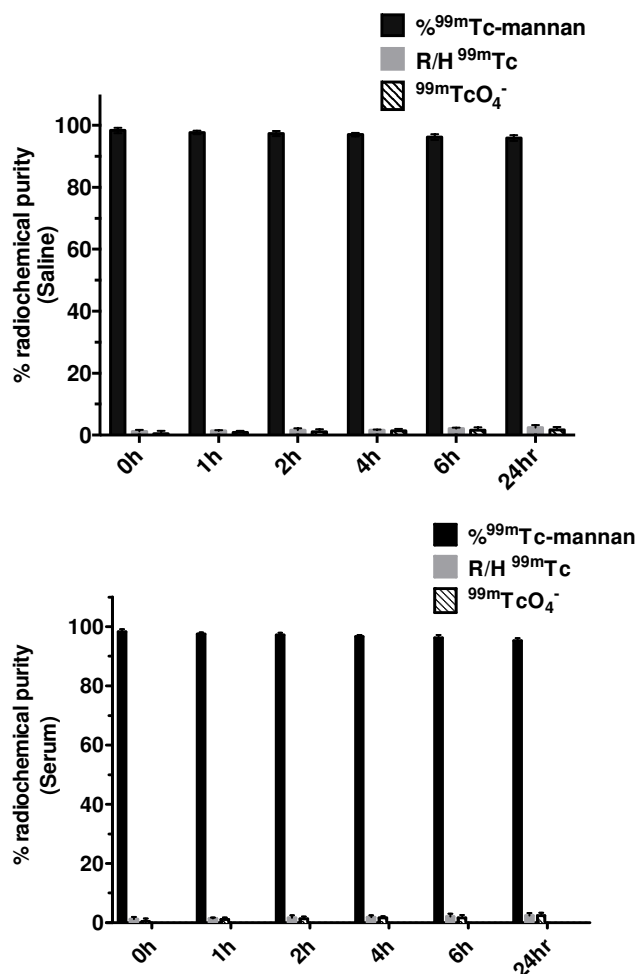 %⁹⁹ᵐTc-mannan
R/H ⁹⁹ᵐTc
⁹⁹ᵐTcO₄⁻
% radiochemical purity
(Saline)
100
80
60
40
20
0
0h 1h 2h 4h 6h 24hr
%⁹⁹ᵐTc-mannan
R/H ⁹⁹ᵐTc
⁹⁹ᵐTcO₄⁻
% radiochemical purity
(Serum)
100
80
60
40
20
0
0h 1h 2h 4h 6h 24hr